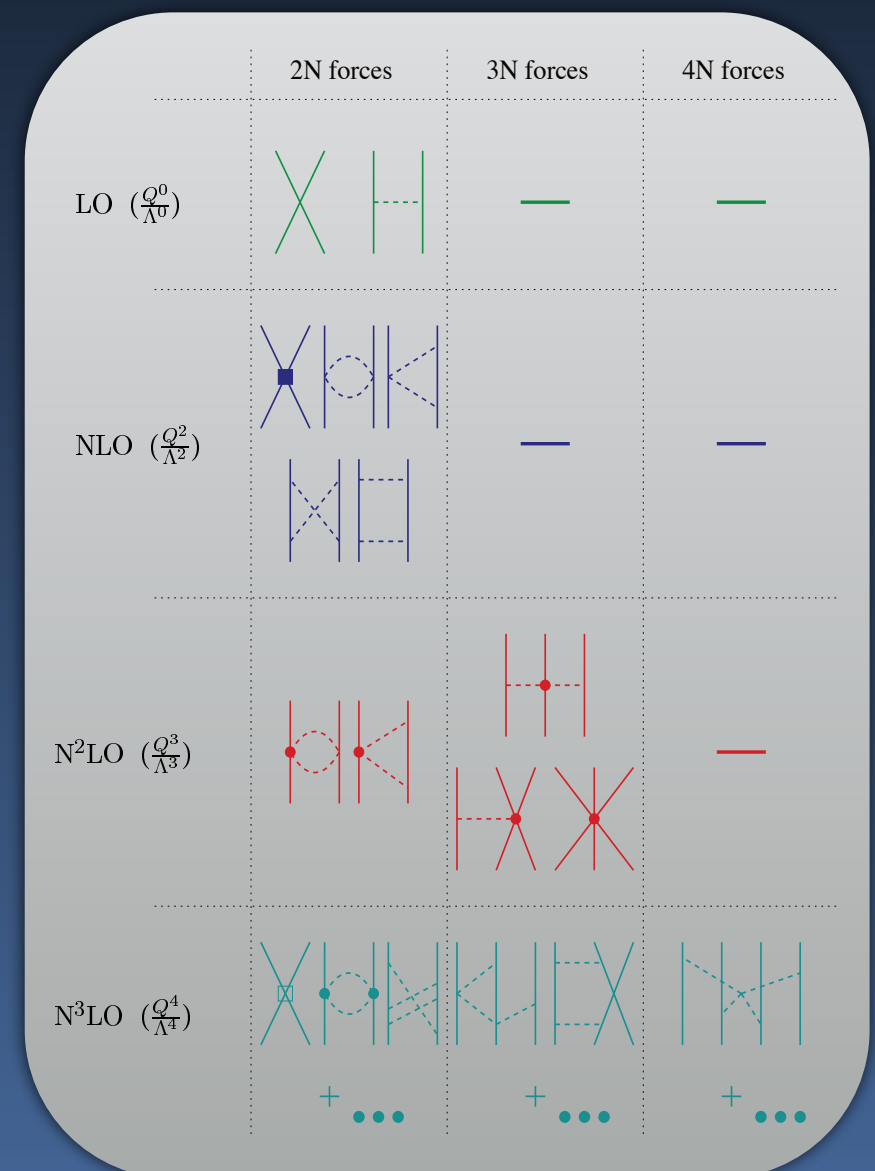 2N forces 3N forces 4N forces
LO (Q⁰/Λ⁰)
NLO (Q²/Λ²)
N²LO (Q³/Λ³)
N³LO (Q⁴/Λ⁴)
+ + +